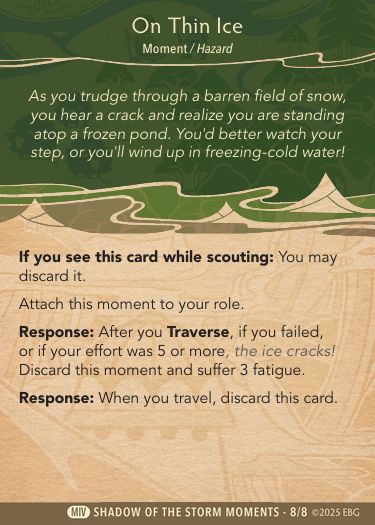 On Thin Ice
Moment / Hazard
As you trudge through a barren field of snow,
you hear a crack and realize you are standing
atop a frozen pond. You'd better watch your
step, or you'll wind up in freezing-cold water!
If you see this card while scouting: You may
discard it.
Attach this moment to your role.
Response: After you Traverse, if you failed,
or if your effort was 5 or more, the ice cracks!
Discard this moment and suffer 3 fatigue.
Response: When you travel, discard this card.
MIV SHADOW OF THE STORM MOMENTS - 8/8 ©2025 EBG